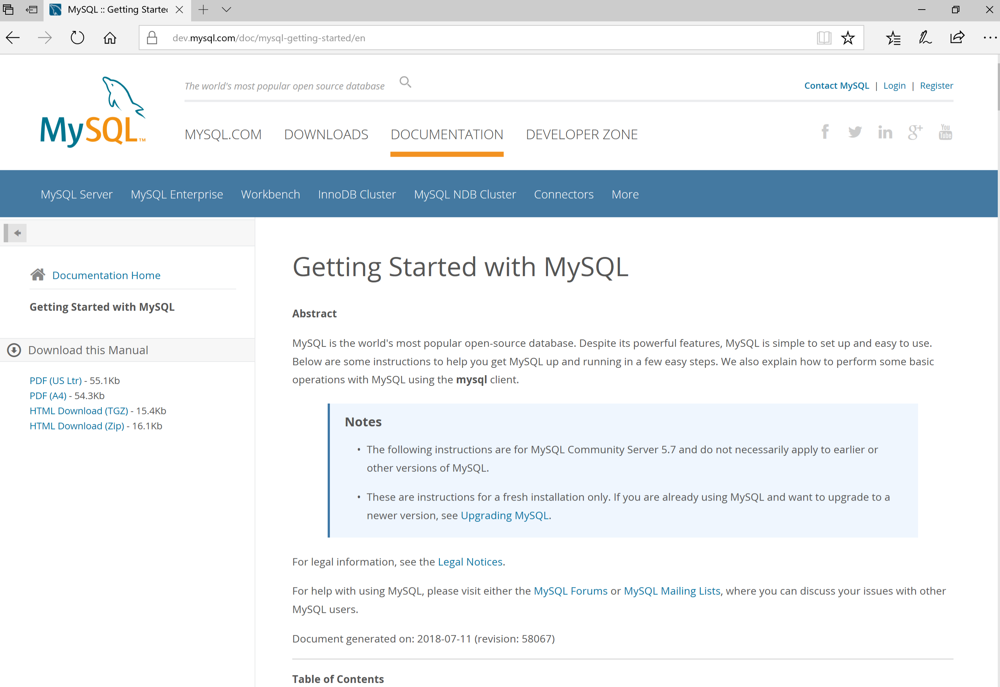 MySQL :: Getting Starte
dev.mysql.com/doc/mysql-getting-started/en
MySQL™
The world's most popular open source database
Contact MySQL | Login | Register
MYSQL.COM DOWNLOADS DOCUMENTATION DEVELOPER ZONE
f in g+ You Tube
MySQL Server MySQL Enterprise Workbench InnoDB Cluster MySQL NDB Cluster Connectors More
Documentation Home
Getting Started with MySQL
Download this Manual
PDF (US Ltr) - 55.1Kb
PDF (A4) - 54.3Kb
HTML Download (TGZ) - 15.4Kb
HTML Download (Zip) - 16.1Kb
Getting Started with MySQL
Abstract
MySQL is the world's most popular open-source database. Despite its powerful features, MySQL is simple to set up and easy to use.
Below are some instructions to help you get MySQL up and running in a few easy steps. We also explain how to perform some basic
operations with MySQL using the mysql client.
Notes
• The following instructions are for MySQL Community Server 5.7 and do not necessarily apply to earlier or
other versions of MySQL.
• These are instructions for a fresh installation only. If you are already using MySQL and want to upgrade to a
newer version, see Upgrading MySQL.
For legal information, see the Legal Notices.
For help with using MySQL, please visit either the MySQL Forums or MySQL Mailing Lists, where you can discuss your issues with other
MySQL users.
Document generated on: 2018-07-11 (revision: 58067)
Table of Contents